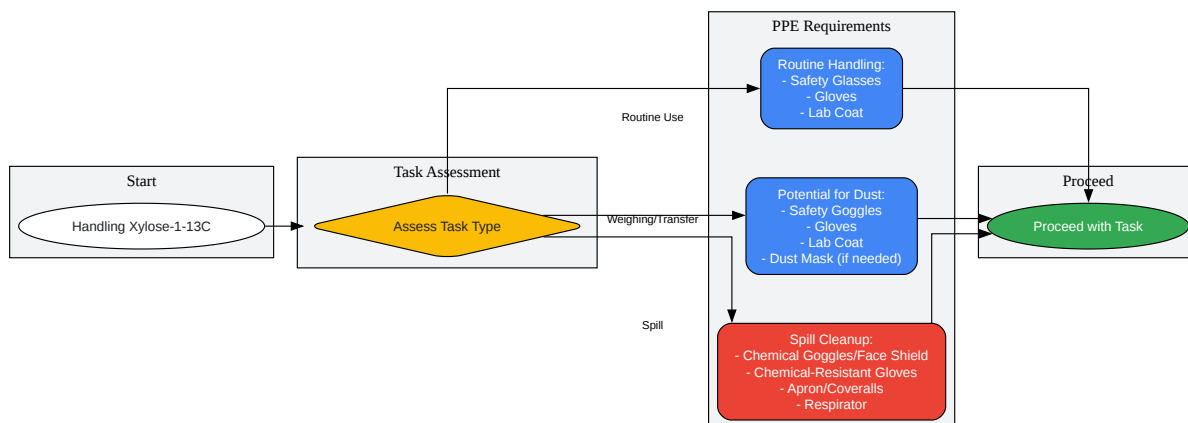 Start
Handling Xylose-1-13C
Task Assessment
Assess Task Type
Routine Use
Weighing/Transfer
Spill
PPE Requirements
Routine Handling:
- Safety Glasses
- Gloves
- Lab Coat
Potential for Dust:
- Safety Goggles
- Gloves
- Lab Coat
- Dust Mask (if needed)
Spill Cleanup:
- Chemical Goggles/Face Shield
- Chemical-Resistant Gloves
- Apron/Coveralls
- Respirator
Proceed
Proceed with Task